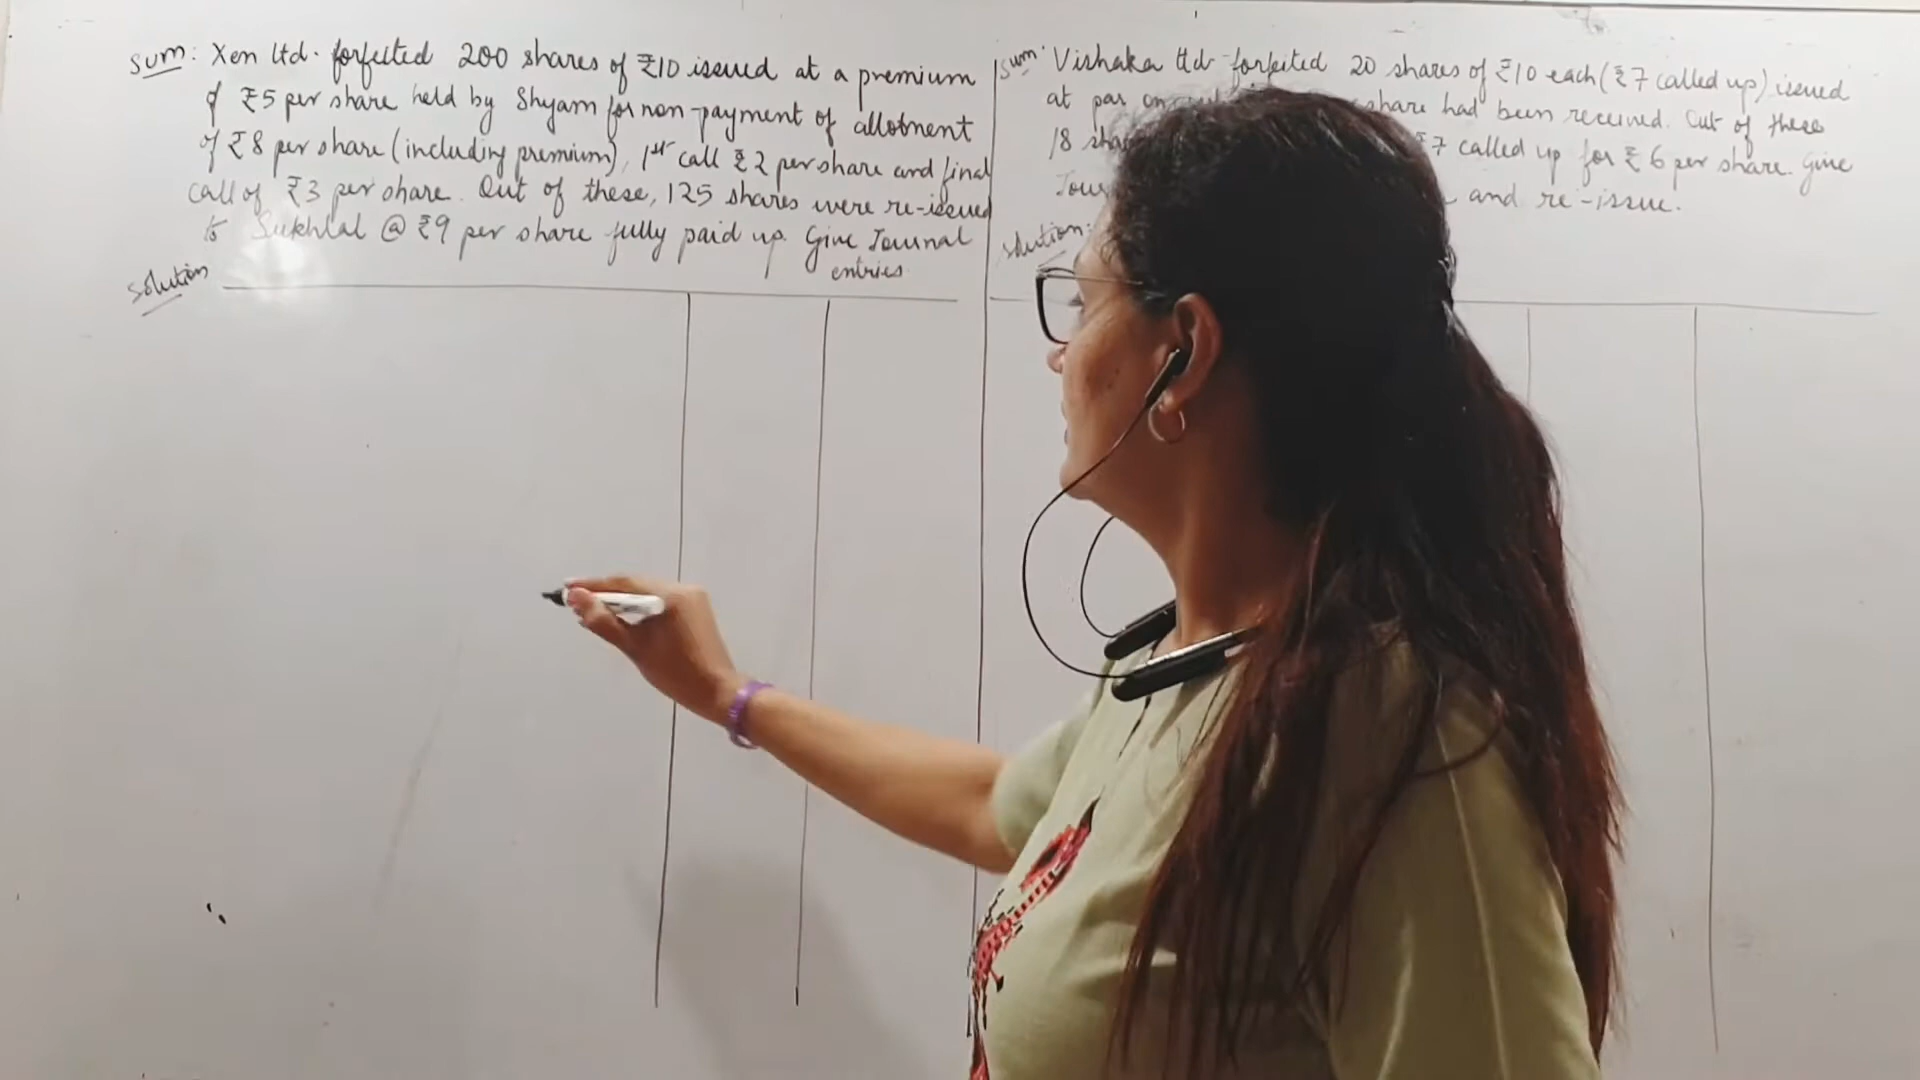 Sum: Xen Ltd. forfeited 200 shares of ₹10 issued at a premium
of ₹5 per share held by Shyam for non-payment of allotment
of ₹8 per share (including premium), 1st call ₹2 per share and final
call of ₹3 per share. Out of these, 125 shares were re-issued
to Sukhlal @ ₹9 per share fully paid up. Give Journal
entries
Solution
Sum: Vishaka Ltd forfeited 20 shares of ₹10 each (₹7 called up) issued
at par on share had been received. Out of these
18 ₹7 called up for ₹6 per share. Give
and re-issue.
Solution: